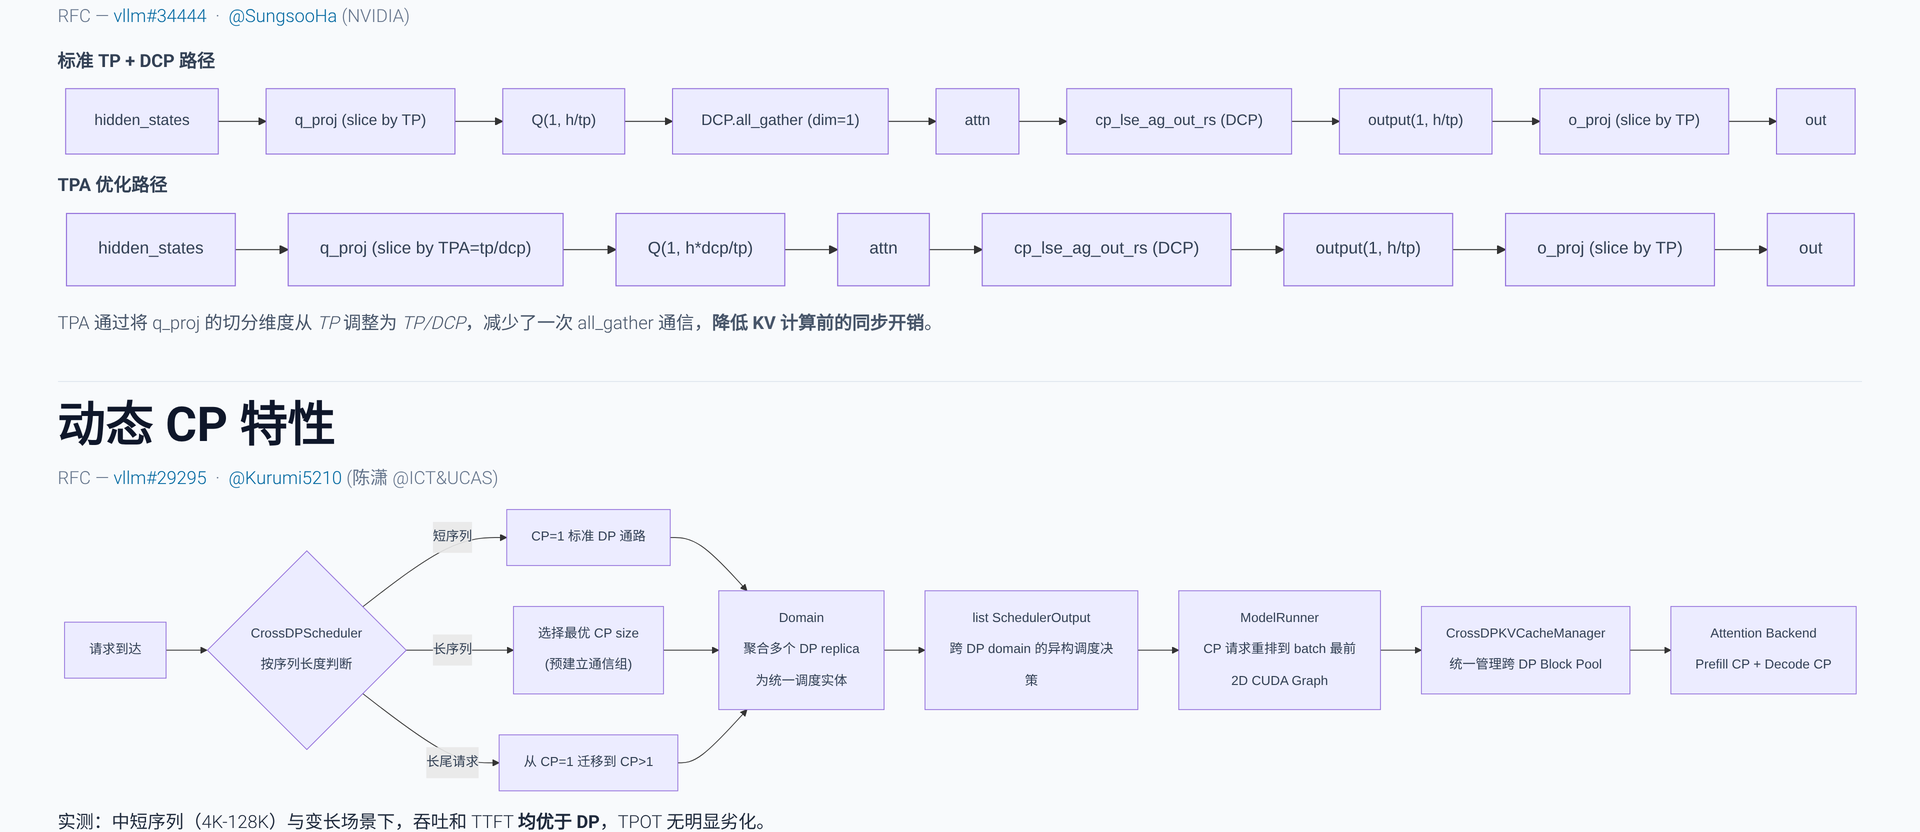 RFC — vllm#34444 · @SungsooHa (NVIDIA)
标准 TP + DCP 路径
hidden_states
q_proj (slice by TP)
Q(1, h/tp)
DCP.all_gather (dim=1)
attn
cp_lse_ag_out_rs (DCP)
output(1, h/tp)
o_proj (slice by TP)
out
TPA 优化路径
hidden_states
q_proj (slice by TPA=tp/dcp)
Q(1, h*dcp/tp)
attn
cp_lse_ag_out_rs (DCP)
output(1, h/tp)
o_proj (slice by TP)
out
TPA 通过将 q_proj 的切分维度从 TP 调整为 TP/DCP，减少了一次 all_gather 通信，降低 KV 计算前的同步开销。
动态 CP 特性
RFC — vllm#29295 · @Kurumi5210 (陈潇 @ICT&UCAS)
请求到达
CrossDPScheduler
按序列长度判断
短序列
CP=1 标准 DP 通路
长序列
选择最优 CP size
(预建立通信组)
长尾请求
从 CP=1 迁移到 CP>1
Domain
聚合多个 DP replica
为统一调度实体
list SchedulerOutput
跨 DP domain 的异构调度决
策
ModelRunner
CP 请求重排到 batch 最前
2D CUDA Graph
CrossDPKVCacheManager
统一管理跨 DP Block Pool
Attention Backend
Prefill CP + Decode CP
实测：中短序列（4K-128K）与变长场景下，吞吐和 TTFT 均优于 DP，TPOT 无明显劣化。